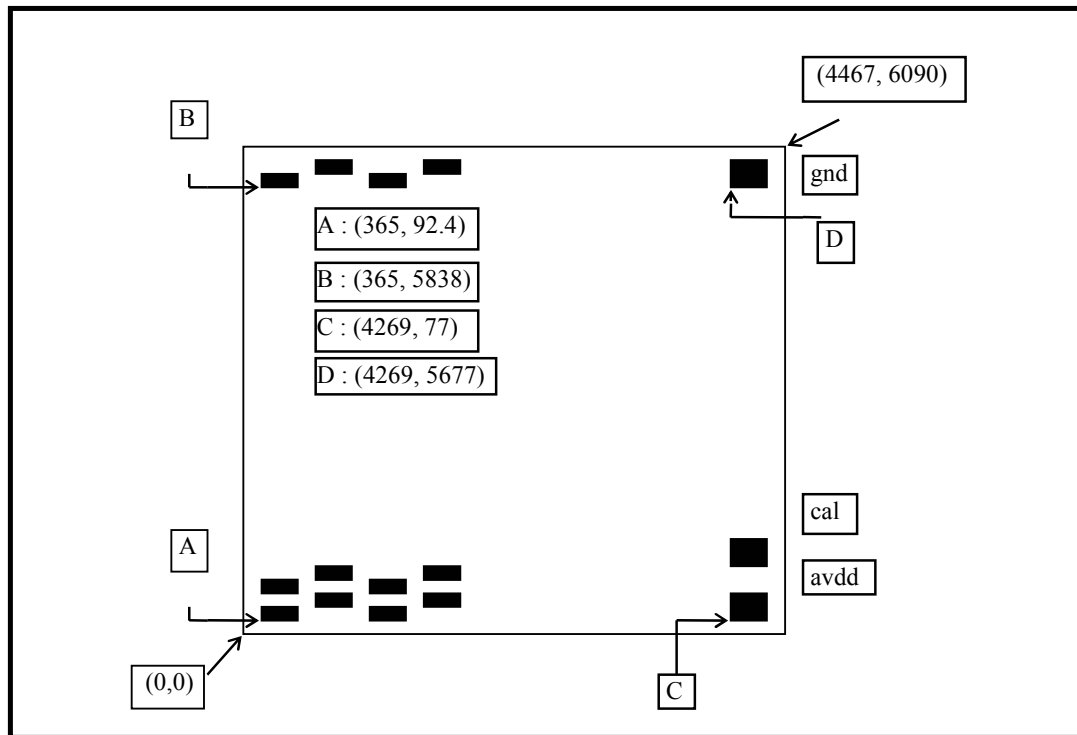 (4467, 6090)
B
gnd
A : (365, 92.4)
D
B : (365, 5838)
C : (4269, 77)
D : (4269, 5677)
cal
A
avdd
(0,0)
C